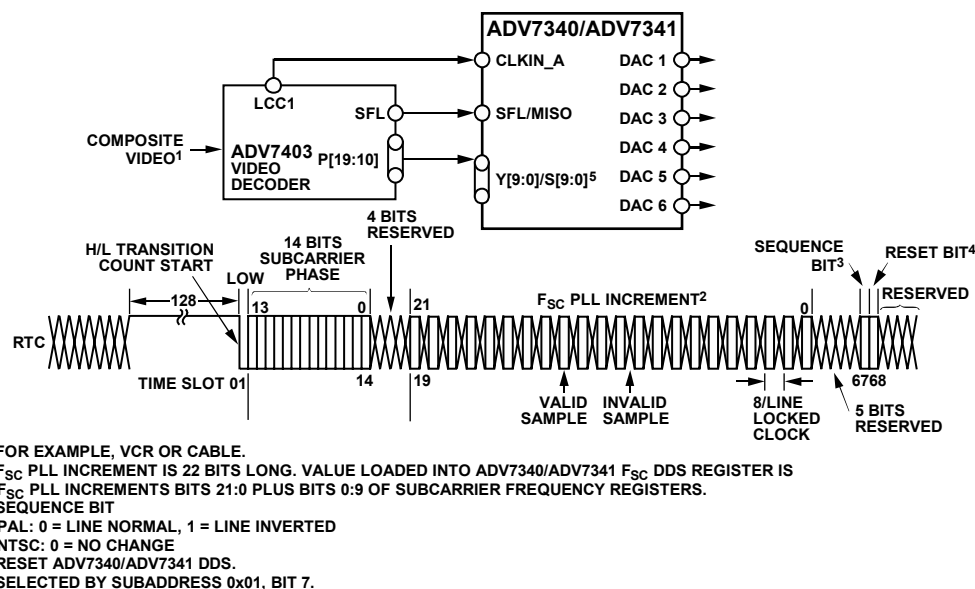 ADV7340/ADV7341
CLKIN_A
DAC 1
DAC 2
LCC1
SFL
SFL/MISO
DAC 3
COMPOSITE
VIDEO1
ADV7403
VIDEO
DECODER
P[19:10]
DAC 4
Y[9:0]/S[9:0]5
DAC 5
DAC 6
4 BITS
RESERVED
H/L TRANSITION
COUNT START
LOW
14 BITS
SUBCARRIER
PHASE
SEQUENCE
BIT3
RESET BIT4
RESERVED
128
13
0
21
FSC PLL INCREMENT2
0
RTC
TIME SLOT 01
14
19
VALID
SAMPLE
INVALID
SAMPLE
8/LINE
LOCKED
CLOCK
6768
5 BITS
RESERVED
FOR EXAMPLE, VCR OR CABLE.
FSC PLL INCREMENT IS 22 BITS LONG. VALUE LOADED INTO ADV7340/ADV7341 FSC DDS REGISTER IS
FSC PLL INCREMENTS BITS 21:0 PLUS BITS 0:9 OF SUBCARRIER FREQUENCY REGISTERS.
SEQUENCE BIT
PAL: 0 = LINE NORMAL, 1 = LINE INVERTED
NTSC: 0 = NO CHANGE
RESET ADV7340/ADV7341 DDS.
SELECTED BY SUBADDRESS 0x01, BIT 7.